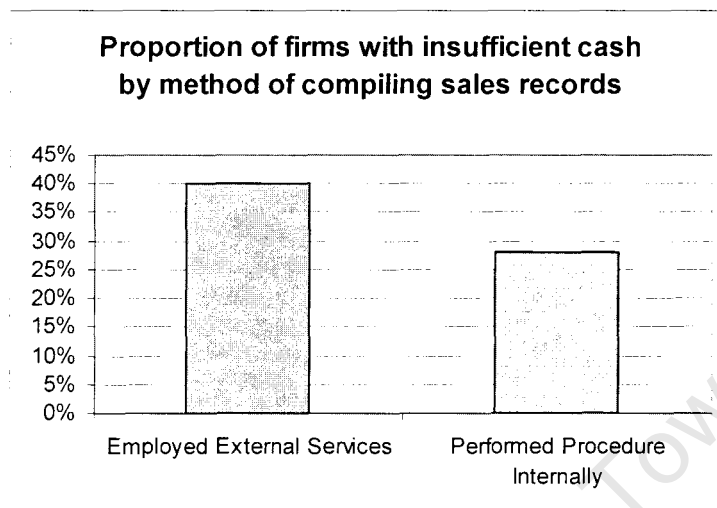 Proportion of firms with insufficient cash
by method of compiling sales records
45%
40%
35%
30%
25%
20%
15%
10%
5%
0%
Employed External Services
Performed Procedure
Internally